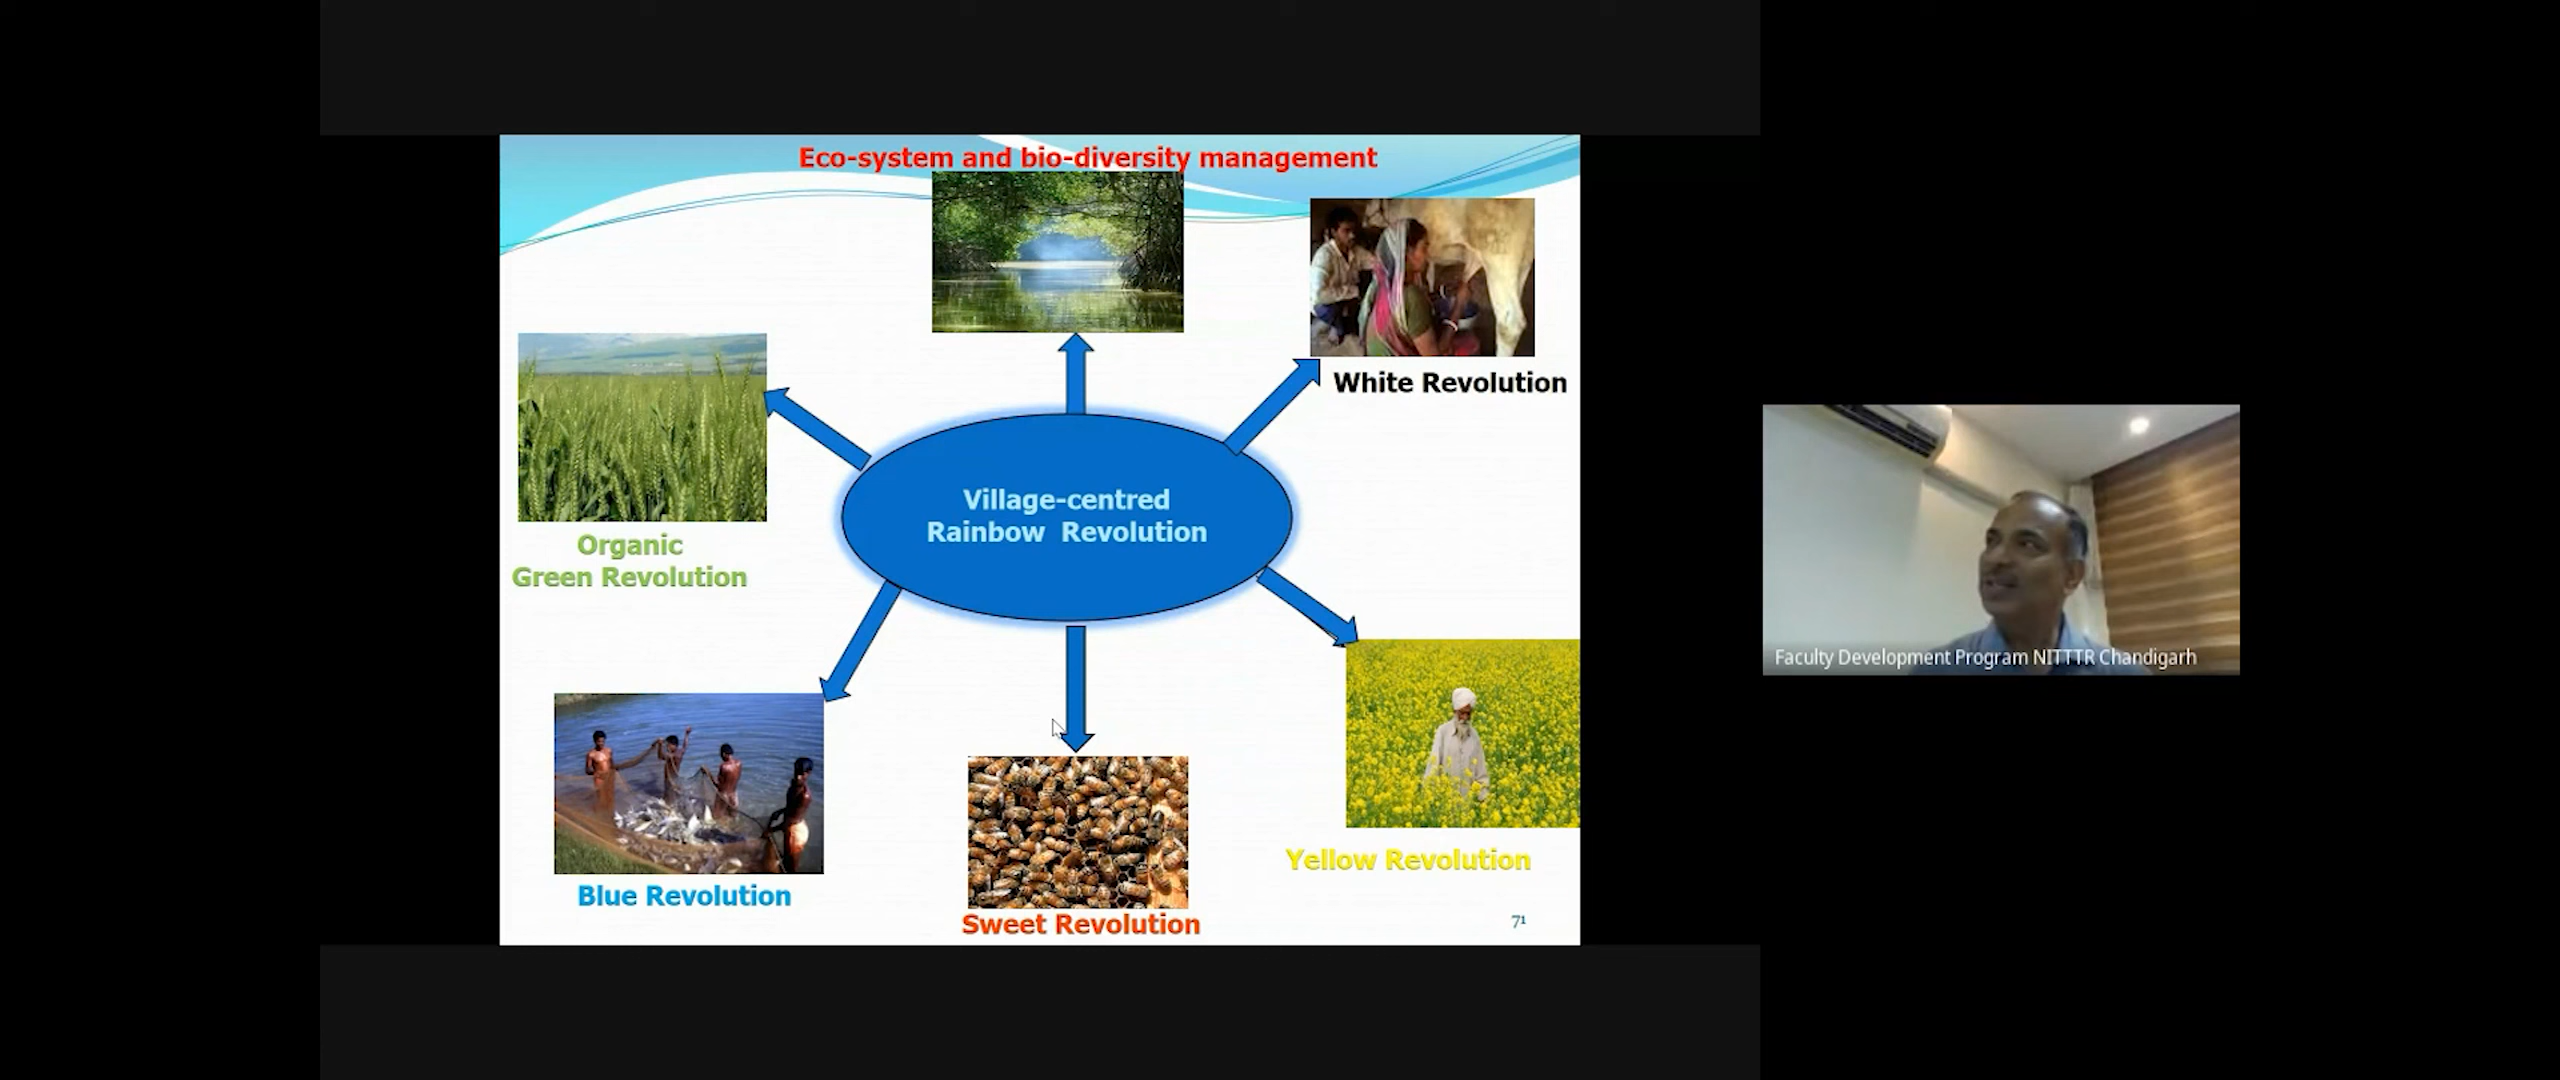 Eco-system and bio-diversity management
White Revolution
Village-centred
Rainbow Revolution
Organic
Green Revolution
Blue Revolution
Sweet Revolution
Yellow Revolution
71
Faculty Development Program NITTTR Chandigarh